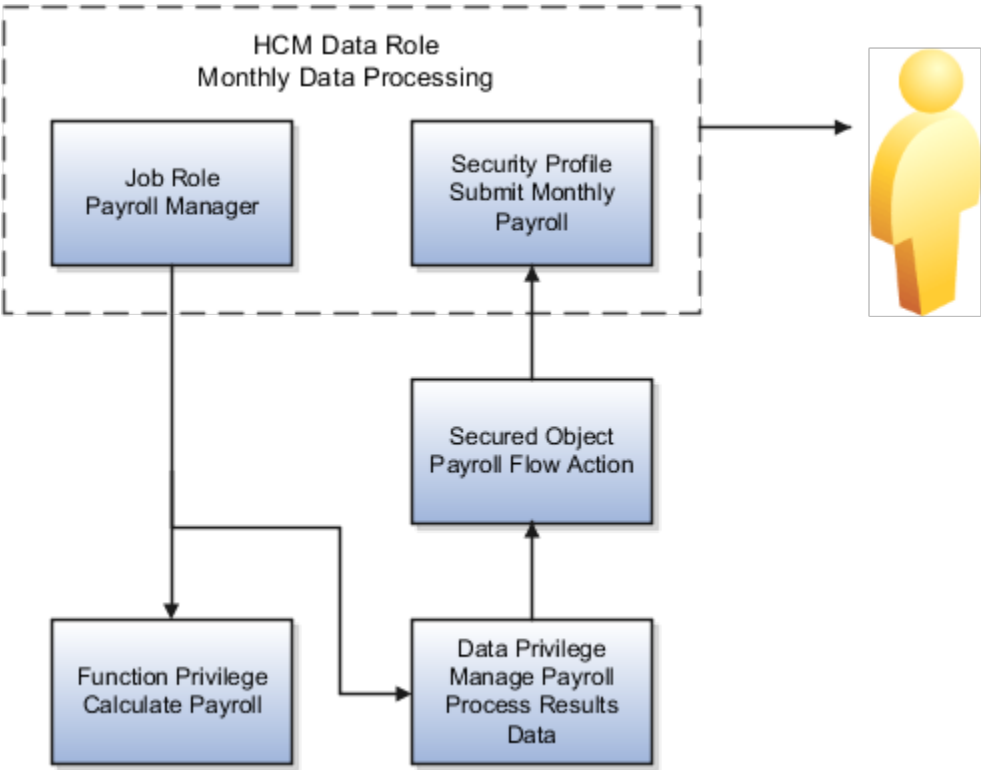 HCM Data Role
Monthly Data Processing
Job Role
Payroll Manager
Security Profile
Submit Monthly
Payroll
Secured Object
Payroll Flow Action
Function Privilege
Calculate Payroll
Data Privilege
Manage Payroll
Process Results
Data